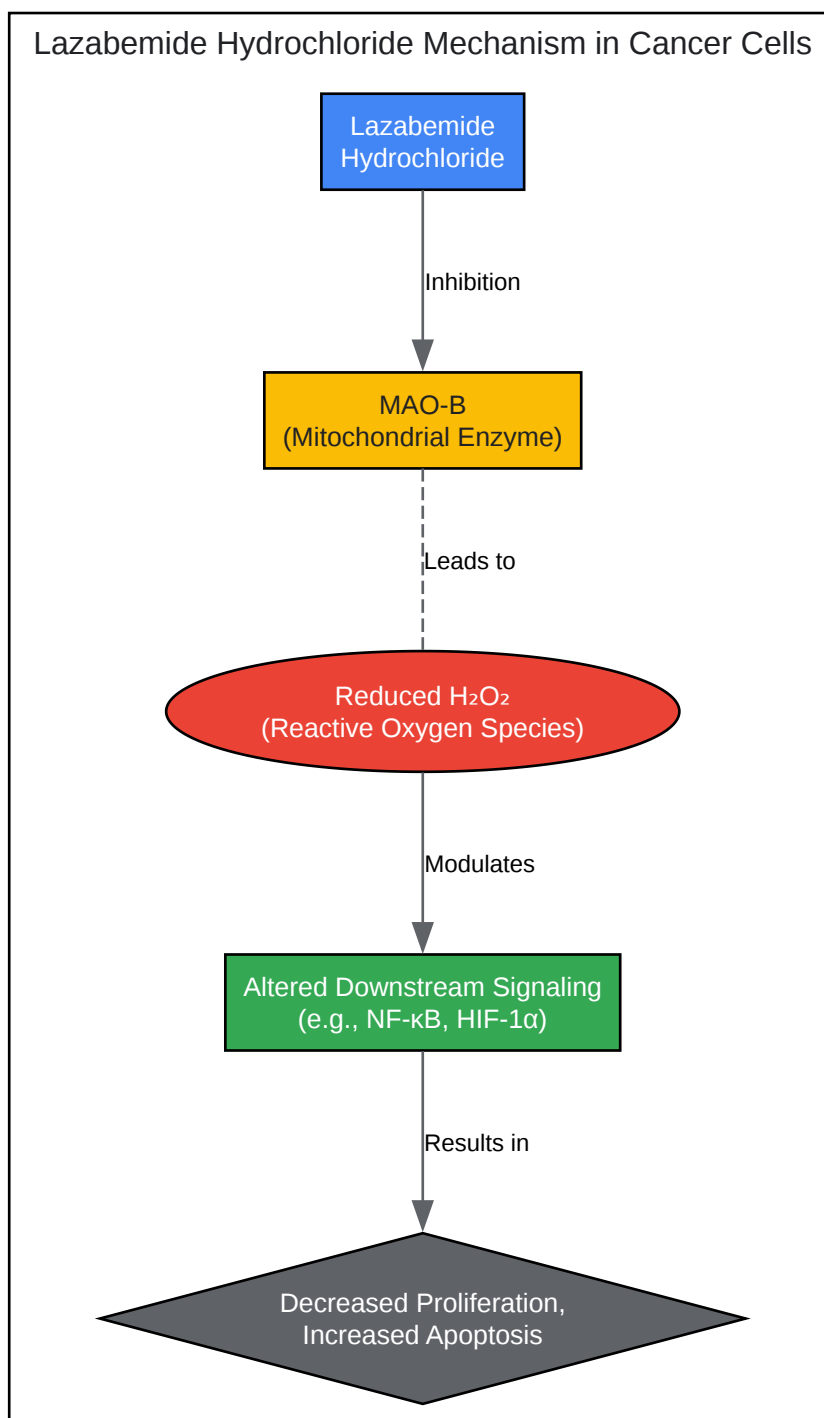 Lazabemide Hydrochloride Mechanism in Cancer Cells
Lazabemide
Hydrochloride
Inhibition
MAO-B
(Mitochondrial Enzyme)
Leads to
Reduced H₂O₂
(Reactive Oxygen Species)
Modulates
Altered Downstream Signaling
(e.g., NF-κB, HIF-1α)
Results in
Decreased Proliferation,
Increased Apoptosis